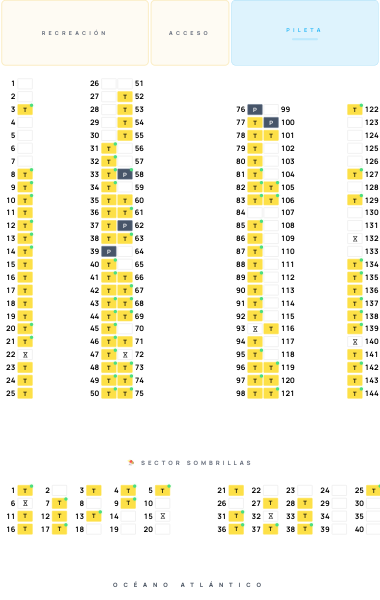 RECREACIÓN ACCESO PILETA
1 26 51
2 27 T 52
3 T 28 T 53 76 P 99 T 122
4 29 T 54 77 T P 100 123
5 30 T 55 78 T T 101 124
6 31 T 56 79 T 102 125
7 32 T 57 80 T 103 126
8 T 33 T P 58 81 T 104 T 127
9 T 34 T 59 82 T T 105 128
10 T 35 T T 60 83 T T 106 T 129
11 T 36 T T 61 84 107 130
12 T 37 T P 62 85 T 108 131
13 T 38 T T 63 86 T 109 132
14 T 39 P 64 87 T 110 133
15 T 40 T 65 88 T 111 T 134
16 T 41 T T 66 89 T 112 T 135
17 T 42 T T 67 90 T 113 T 136
18 T 43 T T 68 91 T 114 T 137
19 T 44 T T 69 92 T 115 T 138
20 T 45 T 70 93 T 116 T 139
21 T 46 T T 71 94 T 117 140
22 47 T 72 95 T 118 T 141
23 T 48 T T 73 96 T T 119 T 142
24 T 49 T T 74 97 T T 120 T 143
25 T 50 T T 75 98 T T 121 T 144
SECTOR SOMBRILLAS
1 T 2 3 T 4 T 5 T 21 T 22 23 24 25 T
6 7 T 8 9 T 10 26 27 T 28 T 29 30
11 T 12 T 13 T 14 15 31 T 32 33 T 34 35
16 T 17 T 18 19 20 36 T 37 T 38 T 39 40
OCÉANO ATLÁNTICO